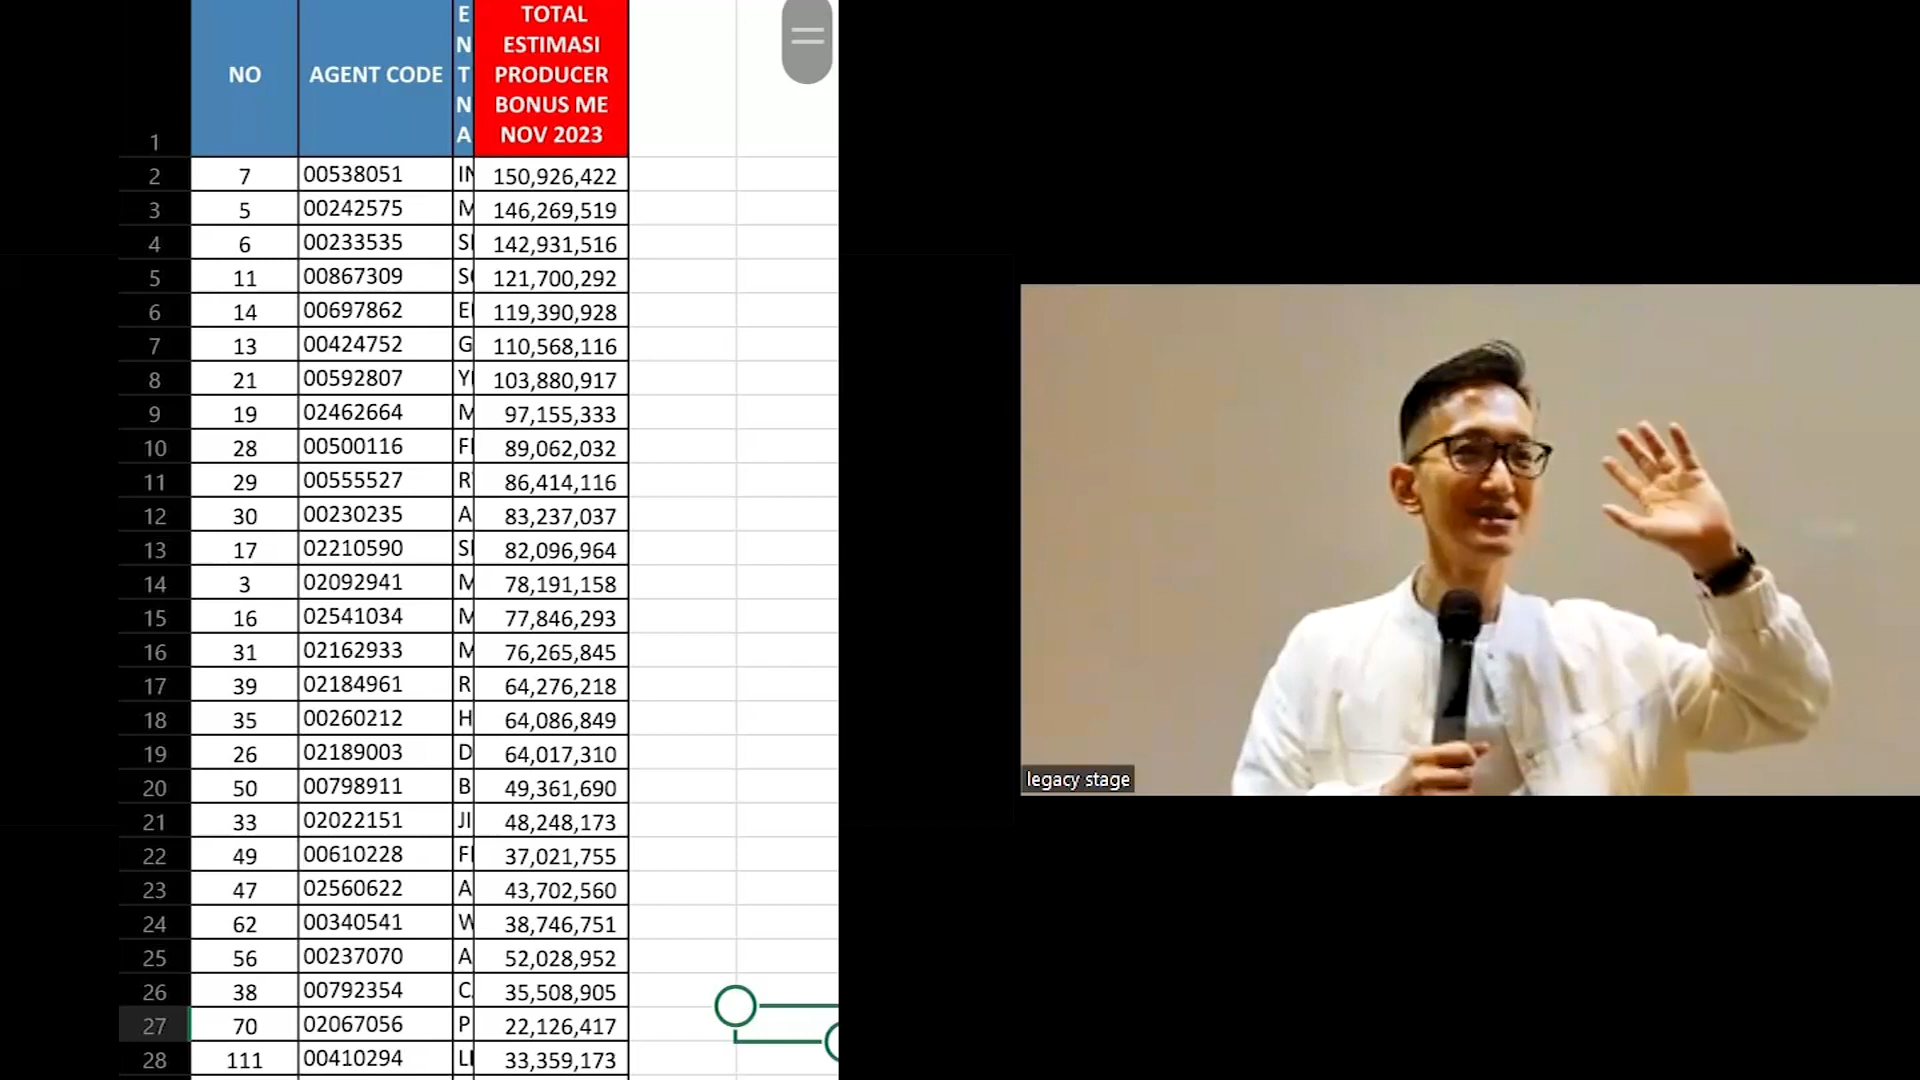 NO AGENT CODE E N T N A TOTAL ESTIMASI PRODUCER BONUS ME NOV 2023
1
2 7 00538051 150,926,422
3 5 00242575 M 146,269,519
4 6 00233535 142,931,516
5 11 00867309 121,700,292
6 14 00697862 119,390,928
7 13 00424752 G 110,568,116
8 21 00592807 103,880,917
9 19 02462664 M 97,155,333
10 28 00500116 89,062,032
11 29 00555527 R 86,414,116
12 30 00230235 A 83,237,037
13 17 02210590 82,096,964
14 3 02092941 M 78,191,158
15 16 02541034 M 77,846,293
16 31 02162933 M 76,265,845
17 39 02184961 R 64,276,218
18 35 00260212 H 64,086,849
19 26 02189003 D 64,017,310
20 50 00798911 B 49,361,690
21 33 02022151 JI 48,248,173
22 49 00610228 37,021,755
23 47 02560622 A 43,702,560
24 62 00340541 W 38,746,751
25 56 00237070 A 52,028,952
26 38 00792354 C 35,508,905
27 70 02067056 P 22,126,417
28 111 00410294 33,359,173
legacy stage